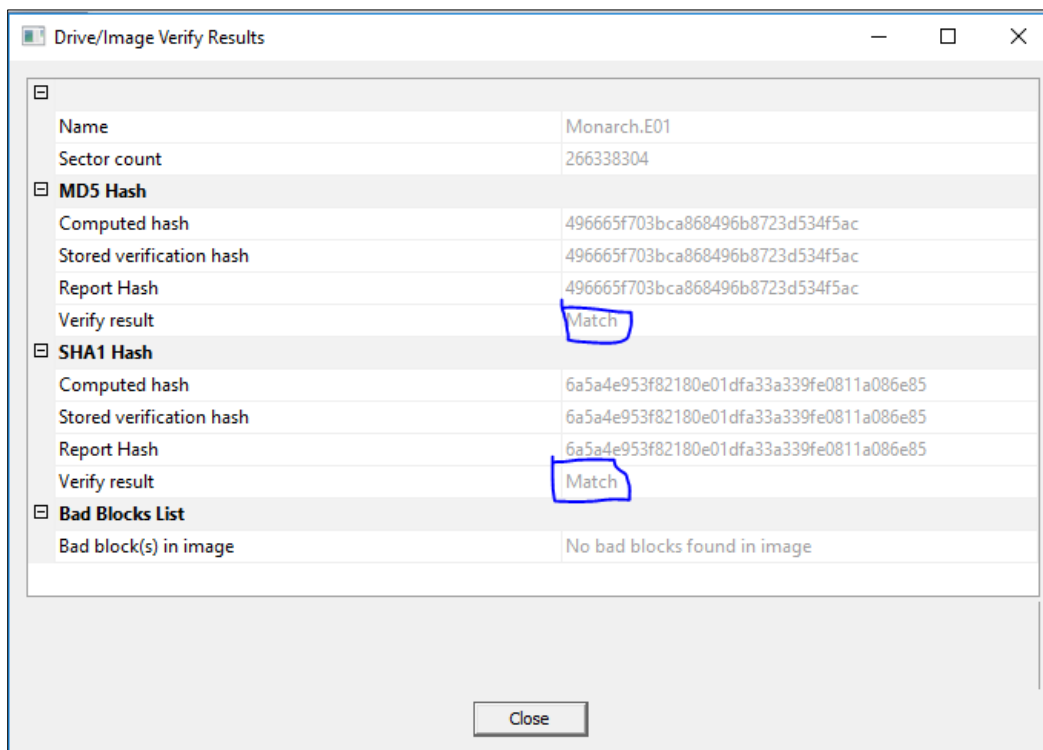 Drive/Image Verify Results
Name Monarch.E01
Sector count 266338304
MD5 Hash
Computed hash 496665f703bca868496b8723d534f5ac
Stored verification hash 496665f703bca868496b8723d534f5ac
Report Hash 496665f703bca868496b8723d534f5ac
Verify result Match
SHA1 Hash
Computed hash 6a5a4e953f82180e01dfa33a339fe0811a086e85
Stored verification hash 6a5a4e953f82180e01dfa33a339fe0811a086e85
Report Hash 6a5a4e953f82180e01dfa33a339fe0811a086e85
Verify result Match
Bad Blocks List
Bad block(s) in image No bad blocks found in image
Close